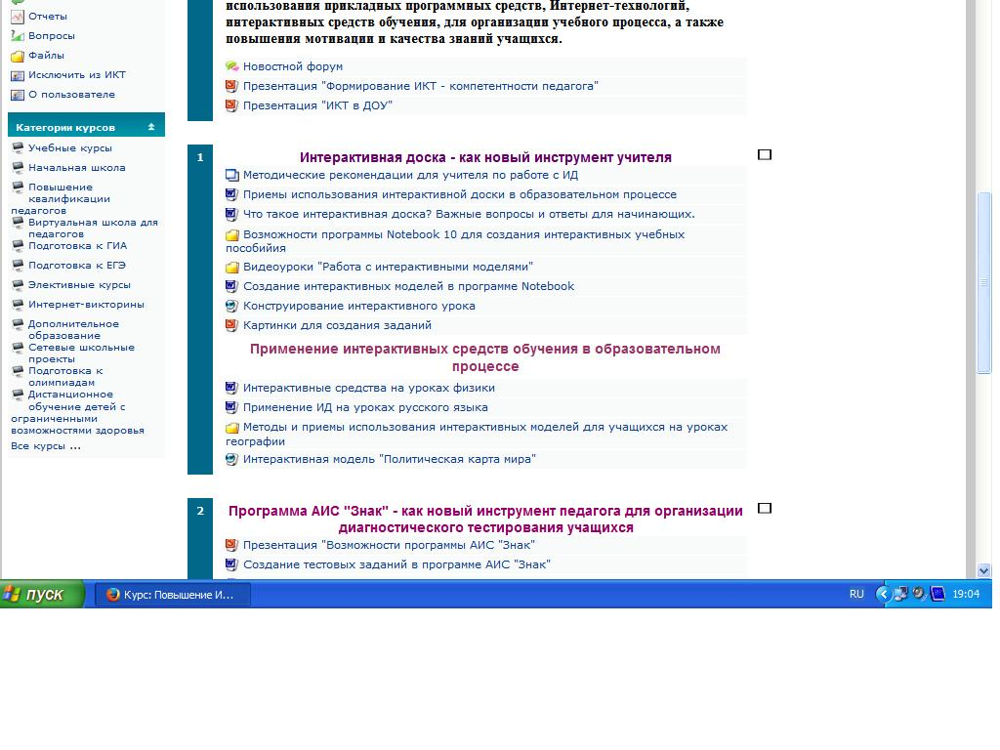 Отчеты
Вопросы
Файлы
Исключить из ИКТ
О пользователе
Категории курсов
Учебные курсы
Начальная школа
Повышение
квалификации
педагогов
Виртуальная школа для
педагогов
Подготовка к ГИА
Подготовка к ЕГЭ
Элективные курсы
Интернет-викторины
Дополнительное
образование
Сетевые школьные
проекты
Подготовка к
олимпиадам
Дистанционное
обучение детей с
ограниченными
возможностями здоровья
Все курсы ...
использования прикладных программных средств, Интернет-технологий,
интерактивных средств обучения, для организации учебного процесса, а также
повышения мотивации и качества знаний учащихся.
Новостной форум
Презентация "Формирование ИКТ - компетентности педагога"
Презентация "ИКТ в ДОУ"
1
Интерактивная доска - как новый инструмент учителя
Методические рекомендации для учителя по работе с ИД
Приемы использования интерактивной доски в образовательном процессе
Что такое интерактивная доска? Важные вопросы и ответы для начинающих.
Возможности программы Notebook 10 для создания интерактивных учебных
пособийия
Видеоуроки "Работа с интерактивными моделями"
Создание интерактивных моделей в программе Notebook
Конструирование интерактивного урока
Картинки для создания заданий
Применение интерактивных средств обучения в образовательном
процессе
Интерактивные средства на уроках физики
Применение ИД на уроках русского языка
Методы и приемы использования интерактивных моделей для учащихся на уроках
географии
Интерактивная модель "Политическая карта мира"
2
Программа АИС "Знак" - как новый инструмент педагога для организации
диагностического тестирования учащихся
Презентация "Возможности программы АИС "Знак"
Создание тестовых заданий в программе АИС "Знак"
пуск
Курс: Повышение И...
RU
19:04